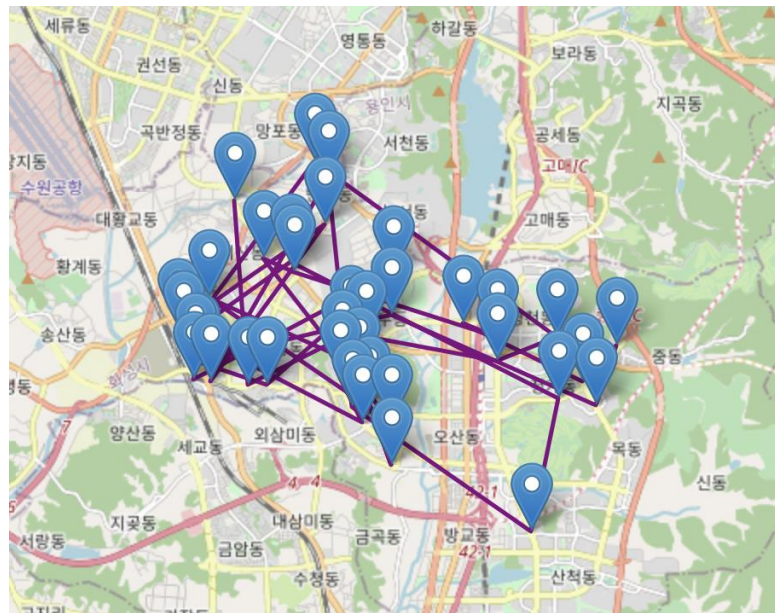 세류동
영통동
하갈동
권선동
보라동
신동
용인시
지곡동
곡반정동
망포동
서천동
공세동
고매IC
수원공항
대황교동
고매동
황계동
송산동
중동
화성시
양산동
세교동
외삼미동
오산동
목동
7
4
4
42-1
신동
지곶동
내삼미동
금곡동
방교동
서랑동
금암동
42-1
수청동
산척동